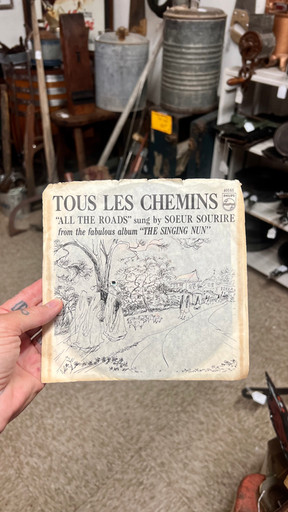 TOUS LES CHEMINS
"ALL THE ROADS" sung by SOEUR SOURIRE
from the fabulous album "THE SINGING NUN"